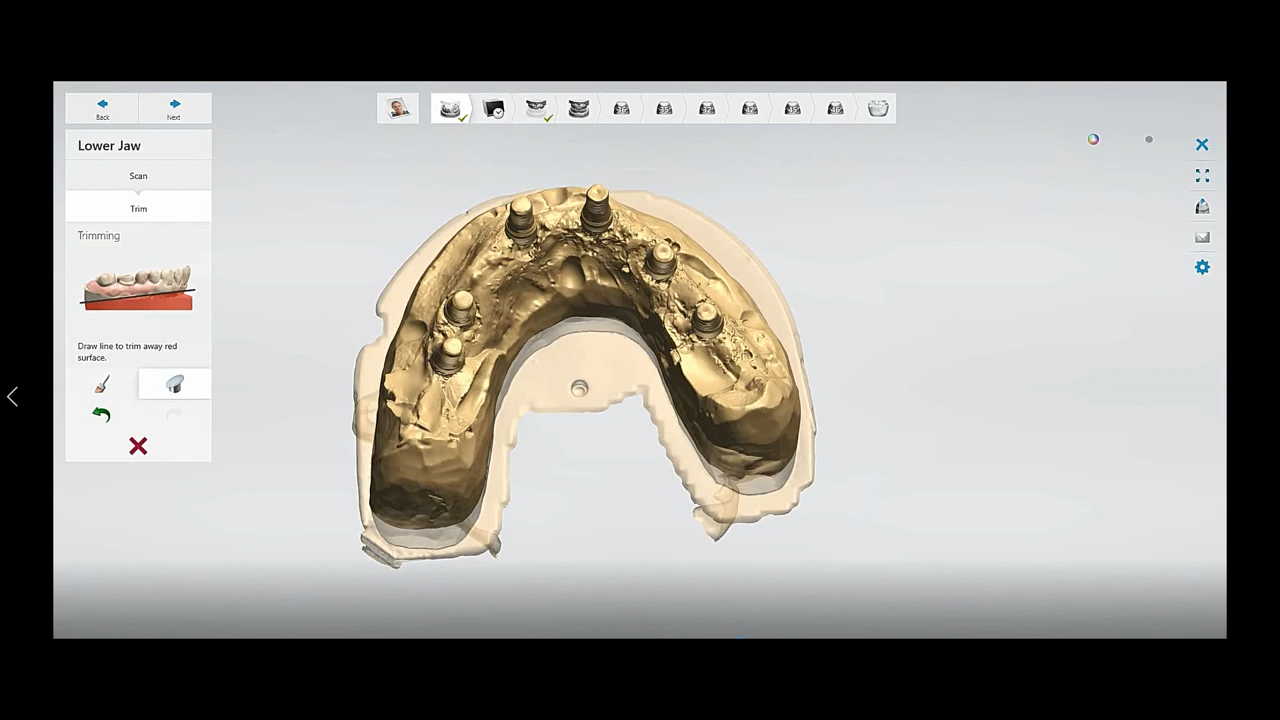 Back
Next
Lower Jaw
Scan
Trim
Trimming
Draw line to trim away red
surface.